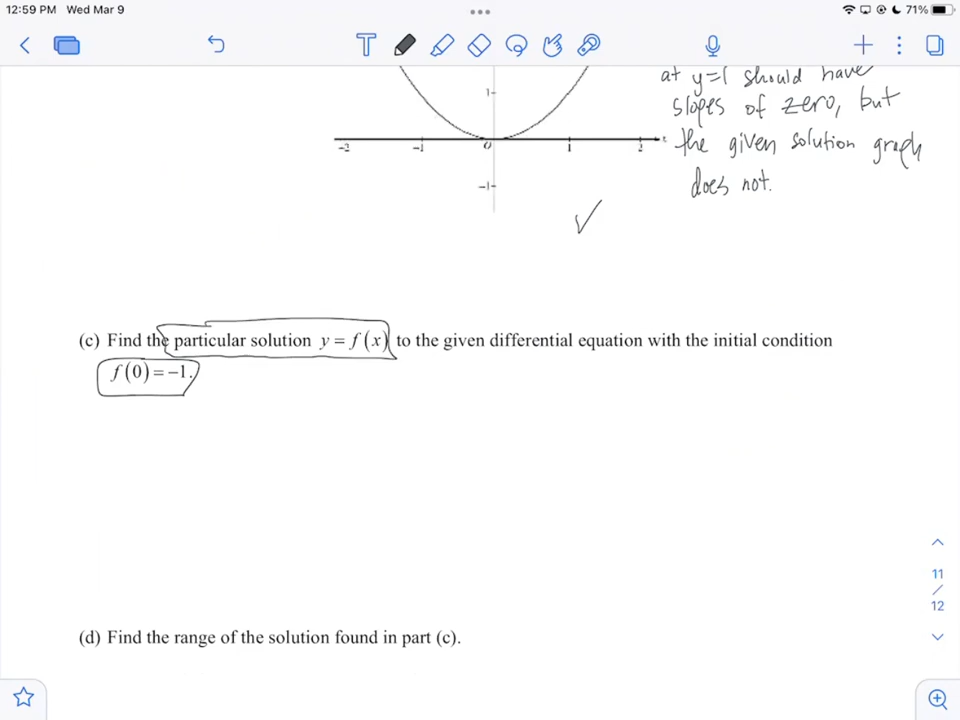 12:59 PM Wed Mar 9
71%
T
1
-2
-1
0
1
2
-1
at y=1 should have
slopes of zero, but
the given solution graph
does not.
(c) Find the particular solution y = f(x) to the given differential equation with the initial condition
f(0) = −1.
11
/
12
(d) Find the range of the solution found in part (c).